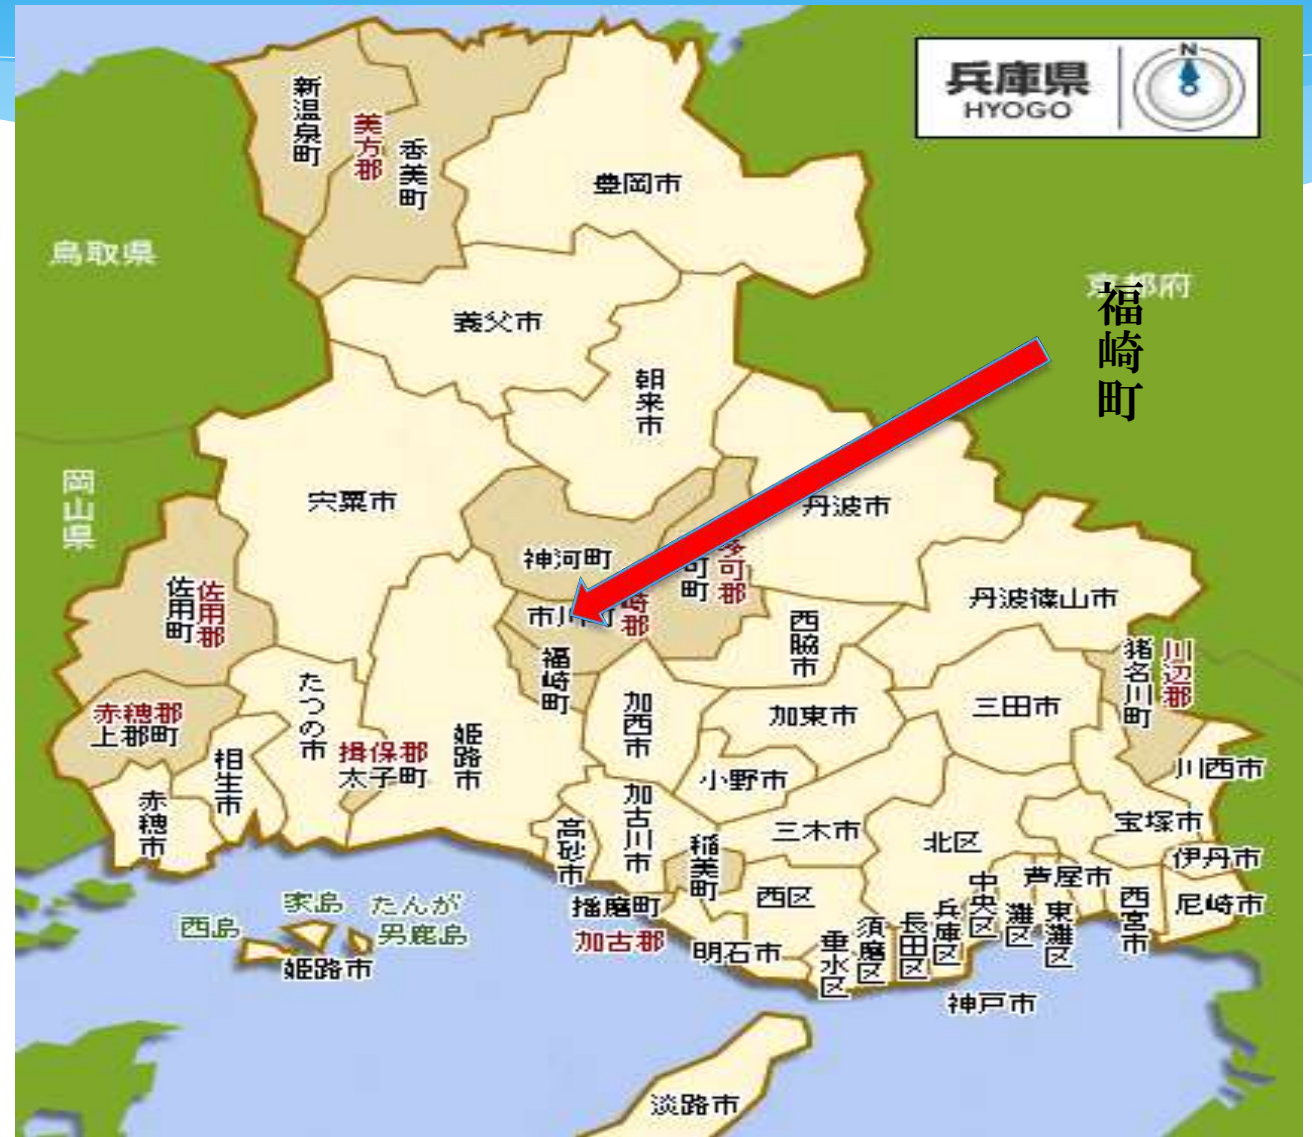 兵庫県
HYOGO
N
新温泉町
美方郡
香美町
豊岡市
鳥取県
京都府
福崎町
養父市
朝来市
岡山県
宍粟市
丹波市
神河町
多可郡
可町
佐用町
佐用郡
市川町
崎郡
福崎町
西脇市
丹波篠山市
猪名川町
川辺郡
赤穂郡
上郡町
たつの市
揖保郡
太子町
姫路市
加西市
加東市
三田市
相生市
赤穂市
小野市
川西市
高砂市
加古川市
稲美町
三木市
北区
宝塚市
伊丹市
芦屋市
西宮市
尼崎市
西区
中央区
灘区
東灘区
兵庫区
長田区
須磨区
垂水区
播磨町
加古郡
明石市
神戸市
西島
家島
たんが
男鹿島
姫路市
淡路市